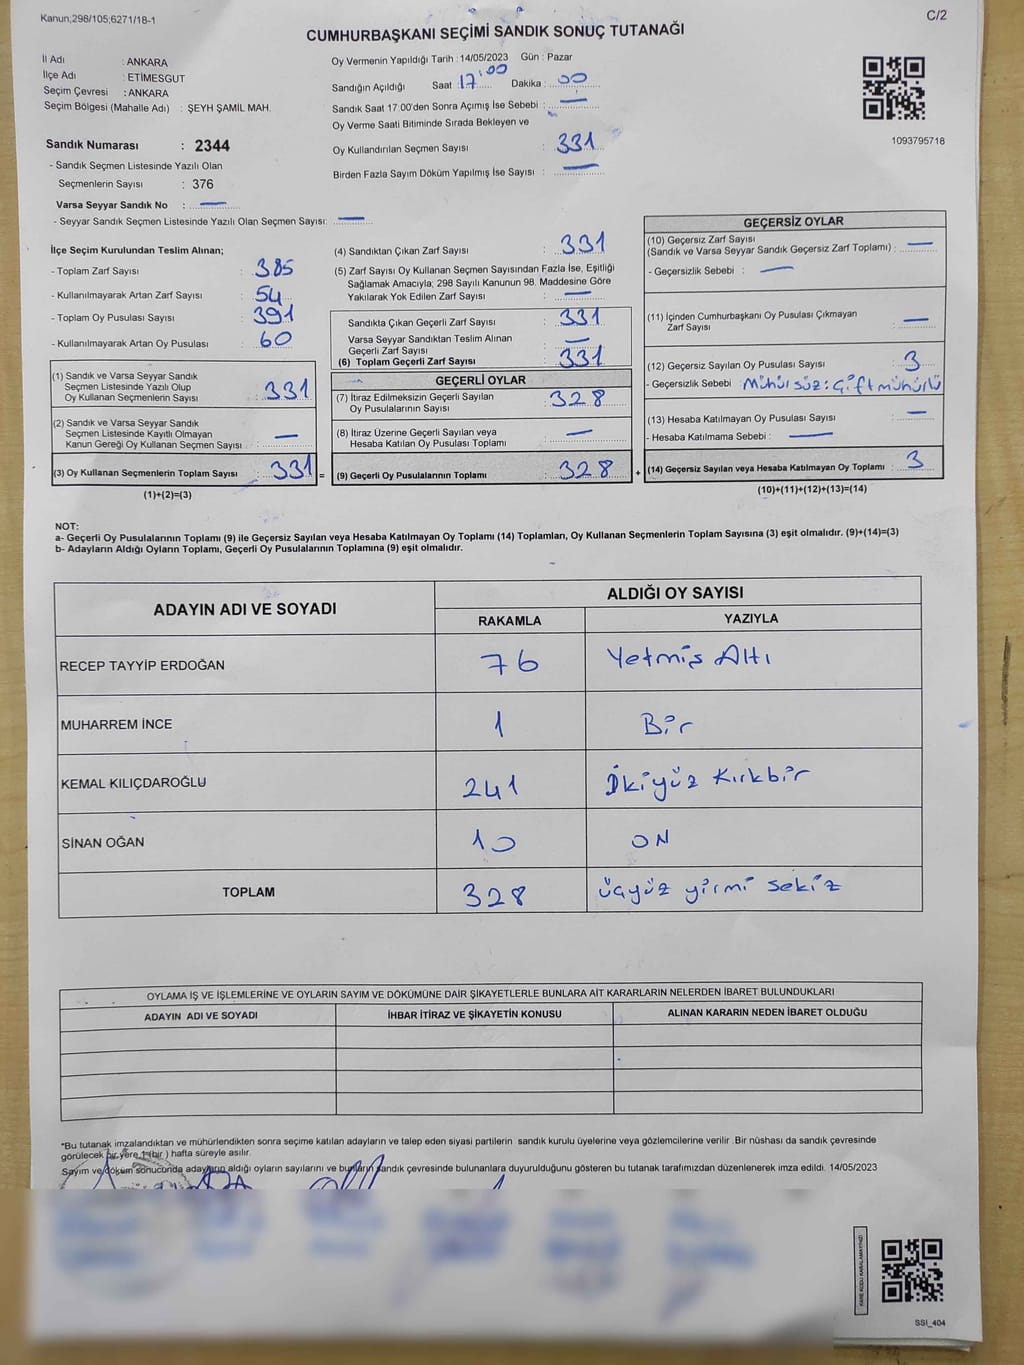 Kanun;298/105;6271/18-1
C/2
CUMHURBAŞKANI SEÇİMİ SANDIK SONUÇ TUTANAĞI
İl Adı : ANKARA
İlçe Adı : ETİMESGUT
Seçim Çevresi : ANKARA
Seçim Bölgesi (Mahalle Adı) : ŞEYH ŞAMİL MAH.
Oy Vermenin Yapıldığı Tarih : 14/05/2023 Gün : Pazar
Sandığın Açıldığı Saat : 17:00 Dakika : 00
Sandık Saat 17:00'den Sonra Açımış İse Sebebi : —
Oy Verme Saati Bitiminde Sırada Bekleyen ve
Oy Kullandırılan Seçmen Sayısı : 331
Birden Fazla Sayım Döküm Yapılmış İse Sayısı : —
1093795718
Sandık Numarası : 2344
- Sandık Seçmen Listesinde Yazılı Olan
Seçmenlerin Sayısı : 376
Varsa Seyyar Sandık No : —
- Seyyar Sandık Seçmen Listesinde Yazılı Olan Seçmen Sayısı: —
İlçe Seçim Kurulundan Teslim Alınan;
- Toplam Zarf Sayısı : 385
- Kullanılmayarak Artan Zarf Sayısı : 54
- Toplam Oy Pusulası Sayısı : 391
- Kullanılmayarak Artan Oy Pusulası : 60
(1) Sandık ve Varsa Seyyar Sandık
Seçmen Listesinde Yazılı Olup
Oy Kullanan Seçmenlerin Sayısı : 331
(2) Sandık ve Varsa Seyyar Sandık
Seçmen Listesinde Kayıtlı Olmayan
Kanun Gereği Oy Kullanan Seçmen Sayısı : —
(3) Oy Kullanan Seçmenlerin Toplam Sayısı : 331 =
(1)+(2)=(3)
(4) Sandıktan Çıkan Zarf Sayısı : 331
(5) Zarf Sayısı Oy Kullanan Seçmen Sayısından Fazla İse, Eşitliği
Sağlamak Amacıyla; 298 Sayılı Kanunun 98. Maddesine Göre
Yakılarak Yok Edilen Zarf Sayısı : —
Sandıkta Çıkan Geçerli Zarf Sayısı : 331
Varsa Seyyar Sandıktan Teslim Alınan
Geçerli Zarf Sayısı : —
(6) Toplam Geçerli Zarf Sayısı : 331
GEÇERLİ OYLAR
(7) İtiraz Edilmeksizin Geçerli Sayılan
Oy Pusulalarının Sayısı : 328
(8) İtiraz Üzerine Geçerli Sayılan veya
Hesaba Katılan Oy Pusulası Toplamı : —
(9) Geçerli Oy Pusulalarının Toplamı : 328 +
GEÇERSİZ OYLAR
(10) Geçersiz Zarf Sayısı
(Sandık ve Varsa Seyyar Sandık Geçersiz Zarf Toplamı) : —
- Geçersizlik Sebebi : —
(11) İçinden Cumhurbaşkanı Oy Pusulası Çıkmayan
Zarf Sayısı : —
(12) Geçersiz Sayılan Oy Pusulası Sayısı : 3
- Geçersizlik Sebebi : Mühürsüz: Çift mühürlü
(13) Hesaba Katılmayan Oy Pusulası Sayısı : —
- Hesaba Katılmama Sebebi : —
(14) Geçersiz Sayılan veya Hesaba Katılmayan Oy Toplamı : 3
(10)+(11)+(12)+(13)=(14)
NOT:
a- Geçerli Oy Pusulalarının Toplamı (9) ile Geçersiz Sayılan veya Hesaba Katılmayan Oy Toplamı (14) Toplamları, Oy Kullanan Seçmenlerin Toplam Sayısına (3) eşit olmalıdır. (9)+(14)=(3)
b- Adayların Aldığı Oyların Toplamı, Geçerli Oy Pusulalarının Toplamına (9) eşit olmalıdır.
ADAYIN ADI VE SOYADI
ALDIĞI OY SAYISI
RAKAMLA YAZIYLA
RECEP TAYYİP ERDOĞAN 76 Yetmiş Altı
MUHARREM İNCE 1 Bir
KEMAL KILIÇDAROĞLU 241 İkiyüz Kırkbir
SİNAN OĞAN 10 ON
TOPLAM 328 üçyüz yirmi sekiz
OYLAMA İŞ VE İŞLEMLERİNE VE OYLARIN SAYIM VE DÖKÜMÜNE DAİR ŞİKAYETLERLE BUNLARA AİT KARARLARIN NELERDEN İBARET BULUNDUKLARI
ADAYIN ADI VE SOYADI İHBAR İTİRAZ VE ŞİKAYETİN KONUSU ALINAN KARARIN NEDEN İBARET OLDUĞU
*Bu tutanak imzalandıktan ve mühürlendikten sonra seçime katılan adayların ve talep eden siyasi partilerin sandık kurulu üyelerine veya gözlemcilerine verilir. Bir nüshası da sandık çevresinde
görülecek bir yere 1 (bir ) hafta süreyle asılır.
Sayım ve döküm sonucunda adayların aldığı oyların sayılarını ve bunların sandık çevresinde bulunanlara duyurulduğunu gösteren bu tutanak tarafımızdan düzenlenerek imza edildi. 14/05/2023
KARE KODU KARALAMAYINIZ!
SSİ_404